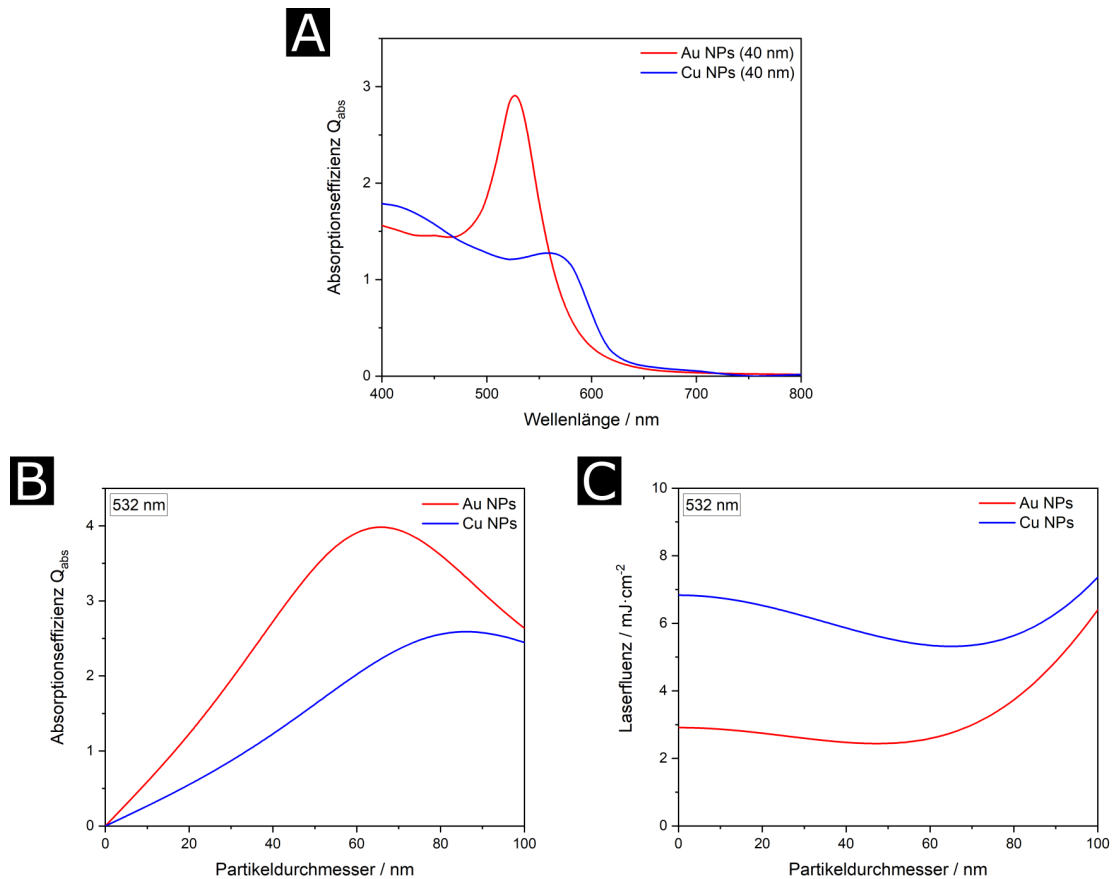 A
Au NPs (40 nm)
Cu NPs (40 nm)
Absorptionseffizienz Q_abs
3
2
1
0
400
500
600
700
800
Wellenlänge / nm
B
532 nm
Au NPs
Cu NPs
Absorptionseffizienz Q_abs
4
3
2
1
0
0
20
40
60
80
100
Partikeldurchmesser / nm
C
532 nm
Au NPs
Cu NPs
Laserfluenz / mJ·cm⁻²
10
8
6
4
2
0
0
20
40
60
80
100
Partikeldurchmesser / nm